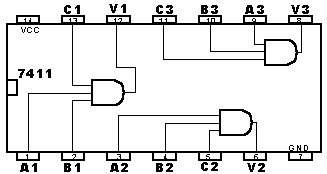 C1 V1 C3 B3 A3 V3
14 13 12 11 10 9 8
VCC
7411
GND
1 2 3 4 5 6 7
A1 B1 A2 B2 C2 V2